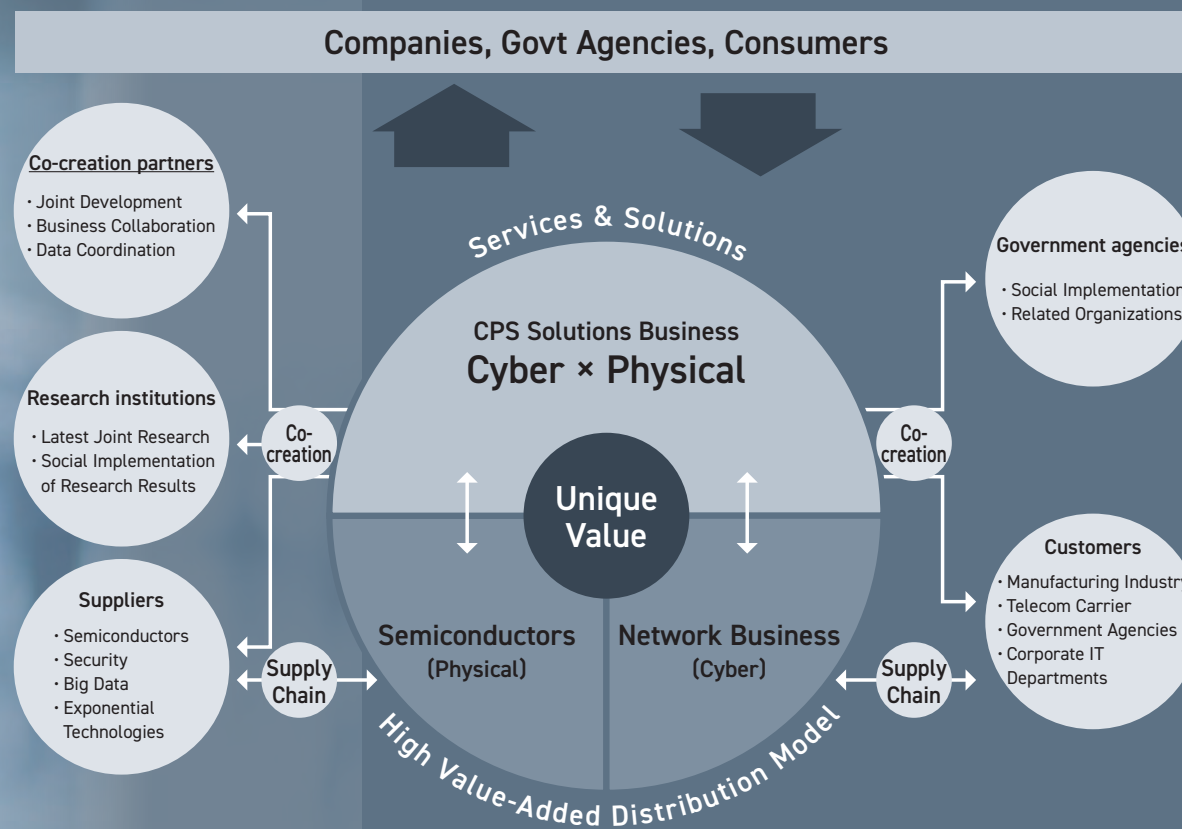 Companies, Govt Agencies, Consumers
Co-creation partners
・Joint Development
・Business Collaboration
・Data Coordination
Research institutions
・Latest Joint Research
・Social Implementation
of Research Results
Suppliers
・Semiconductors
・Security
・Big Data
・Exponential
Technologies
Co-
creation
Supply
Chain
Services & Solutions
CPS Solutions Business
Cyber × Physical
Unique
Value
Semiconductors
(Physical)
Network Business
(Cyber)
High Value-Added Distribution Model
Co-
creation
Supply
Chain
Government agencies
・Social Implementation
・Related Organizations
Customers
・Manufacturing Industry
・Telecom Carrier
・Government Agencies
・Corporate IT
Departments